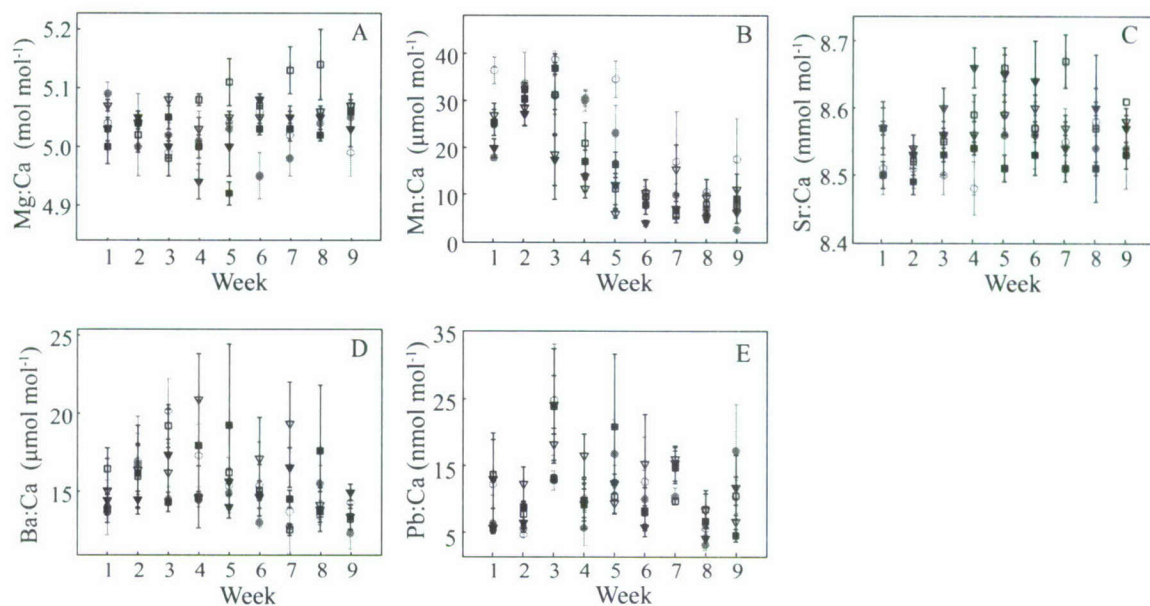 A
Mg:Ca (mol mol⁻¹)
5.2
5.1
5.0
4.9
1 2 3 4 5 6 7 8 9
Week
B
Mn:Ca (μmol mol⁻¹)
40
30
20
10
0
1 2 3 4 5 6 7 8 9
Week
C
Sr:Ca (mmol mol⁻¹)
8.7
8.6
8.5
8.4
1 2 3 4 5 6 7 8 9
Week
D
Ba:Ca (μmol mol⁻¹)
25
20
15
1 2 3 4 5 6 7 8 9
Week
E
Pb:Ca (nmol mol⁻¹)
35
25
15
5
1 2 3 4 5 6 7 8 9
Week